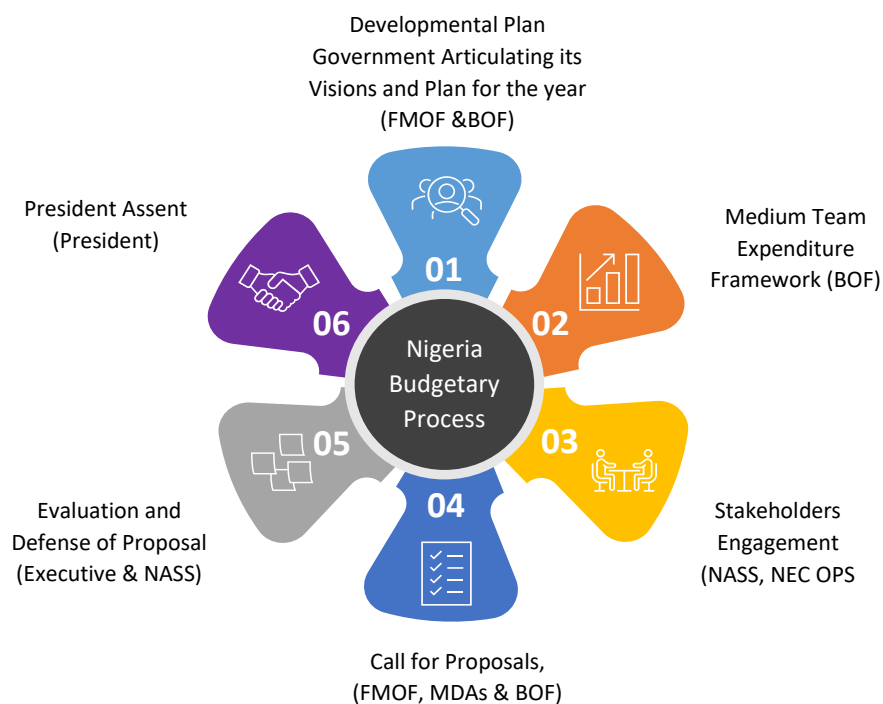 Developmental Plan
Government Articulating its
Visions and Plan for the year
(FMOF &BOF)
01
Medium Team
Expenditure
Framework (BOF)
02
Stakeholders
Engagement
(NASS, NEC OPS
03
Call for Proposals,
(FMOF, MDAs & BOF)
04
Evaluation and
Defense of Proposal
(Executive & NASS)
05
President Assent
(President)
06
Nigeria
Budgetary
Process